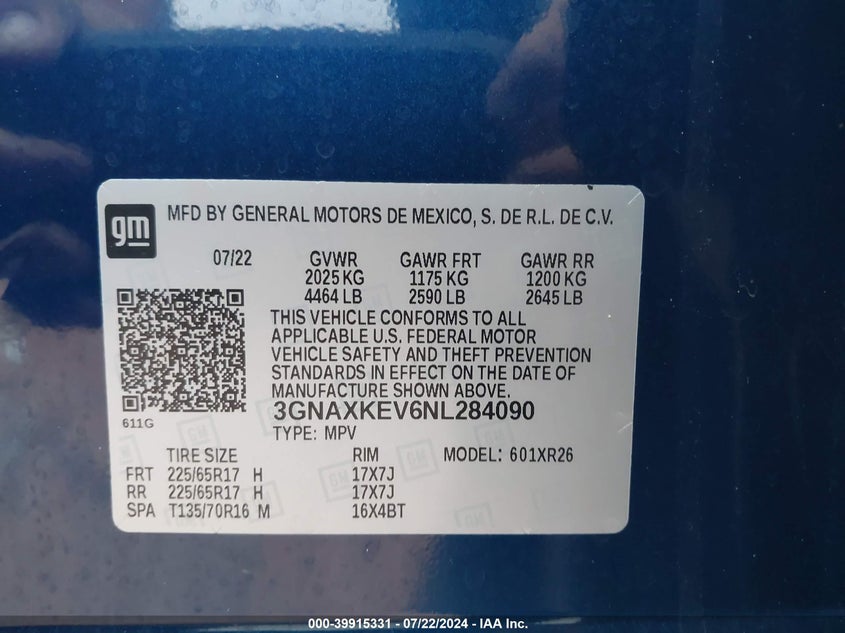 gm MFD BY GENERAL MOTORS DE MEXICO, S. DE R.L. DE C.V.
07/22 GVWR GAWR FRT GAWR RR
2025 KG 1175 KG 1200 KG
4464 LB 2590 LB 2645 LB
THIS VEHICLE CONFORMS TO ALL
APPLICABLE U.S. FEDERAL MOTOR
VEHICLE SAFETY AND THEFT PREVENTION
STANDARDS IN EFFECT ON THE DATE OF
MANUFACTURE SHOWN ABOVE.
3GNAXKEV6NL284090
611G
TYPE: MPV
TIRE SIZE RIM MODEL: 601XR26
FRT 225/65R17 H 17X7J
RR 225/65R17 H 17X7J
SPA T135/70R16 M 16X4BT
000-39915331 - 07/22/2024 - IAA Inc.